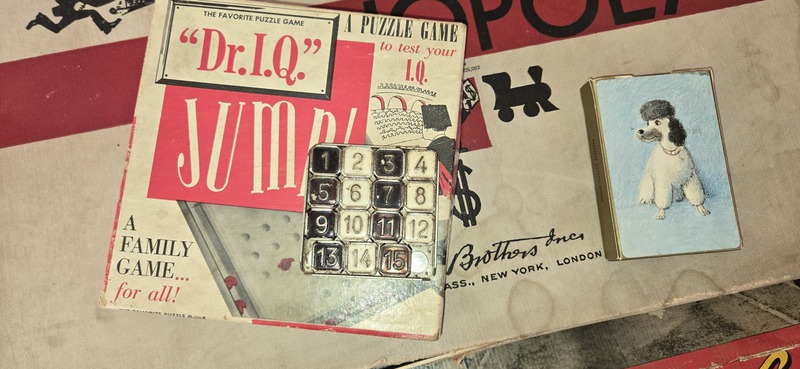 THE FAVORITE PUZZLE GAME
"Dr.I.Q."
A PUZZLE GAME
to test your
I.Q.
JUMP!
1 2 3 4
5 6 7 8
9 10 11 12
13 14 15
A
FAMILY
GAME...
for all!
$
Brothers Inc.
ASS., NEW YORK, LONDON